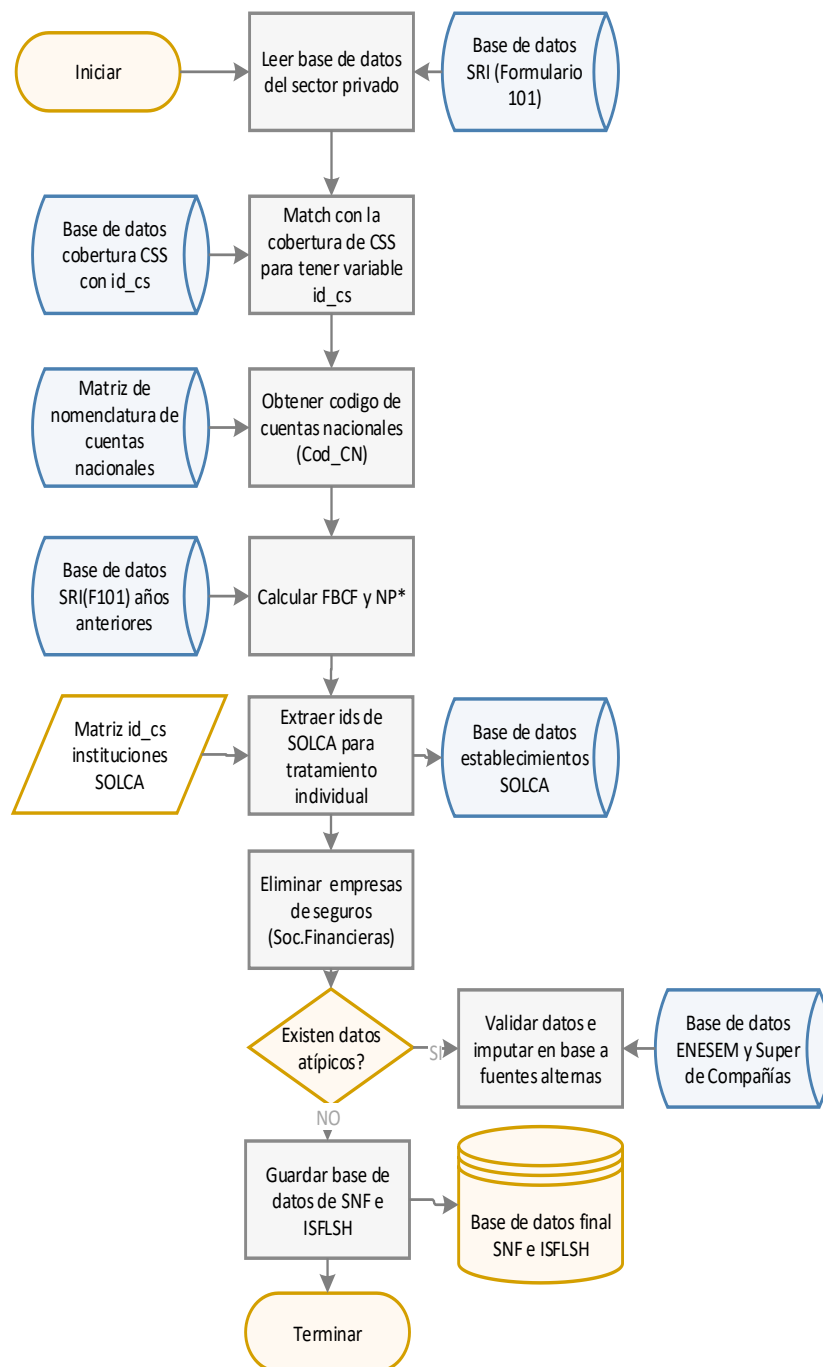 Iniciar
Leer base de datos
del sector privado
Base de datos
SRI (Formulario
101)
Base de datos
cobertura CSS
con id_cs
Match con la
cobertura de CSS
para tener variable
id_cs
Matriz de
nomenclatura de
cuentas
nacionales
Obtener codigo de
cuentas nacionales
(Cod_CN)
Base de datos
SRI(F101) años
anteriores
Calcular FBCF y NP*
Matriz id_cs
instituciones
SOLCA
Extraer ids de
SOLCA para
tratamiento
individual
Base de datos
establecimientos
SOLCA
Eliminar empresas
de seguros
(Soc.Financieras)
Existen datos
atípicos?
SI
Validar datos e
imputar en base a
fuentes alternas
Base de datos
ENESEM y Super
de Compañías
NO
Guardar base de
datos de SNF e
ISFLSH
Base de datos final
SNF e ISFLSH
Terminar